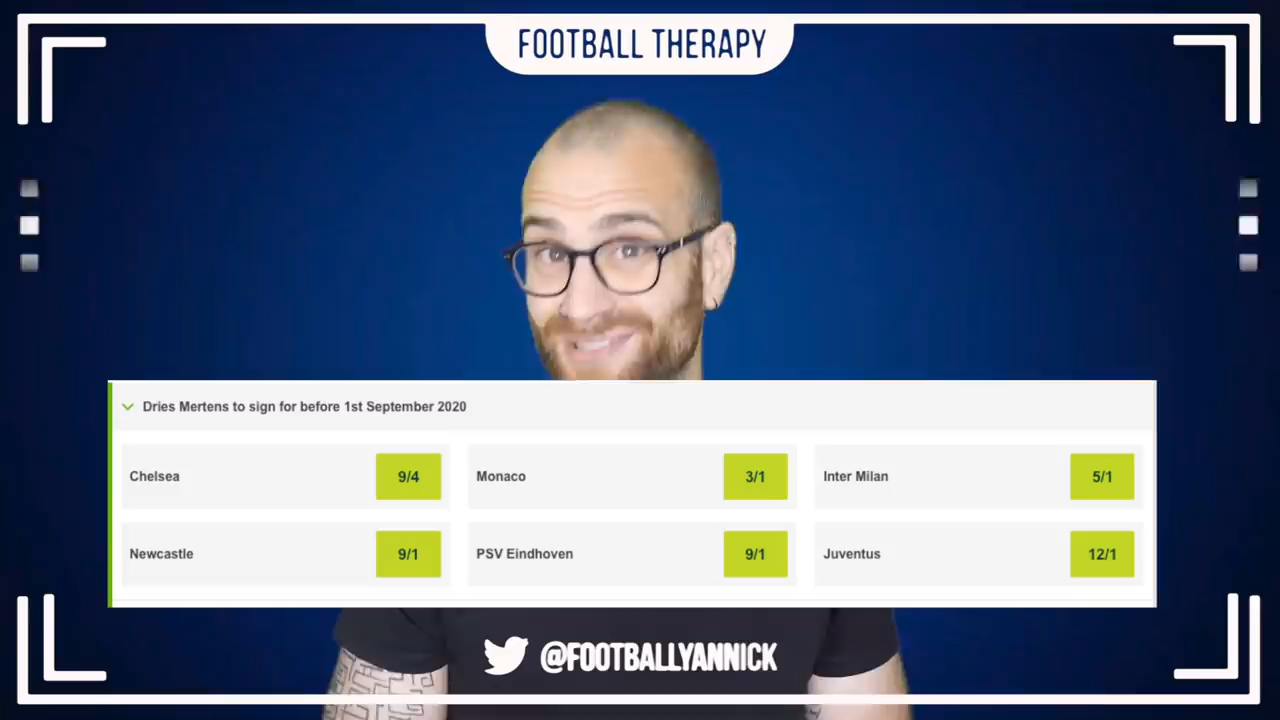 FOOTBALL THERAPY
Dries Mertens to sign for before 1st September 2020
Chelsea 9/4 Monaco 3/1 Inter Milan 5/1
Newcastle 9/1 PSV Eindhoven 9/1 Juventus 12/1
@FOOTBALLYANNICK